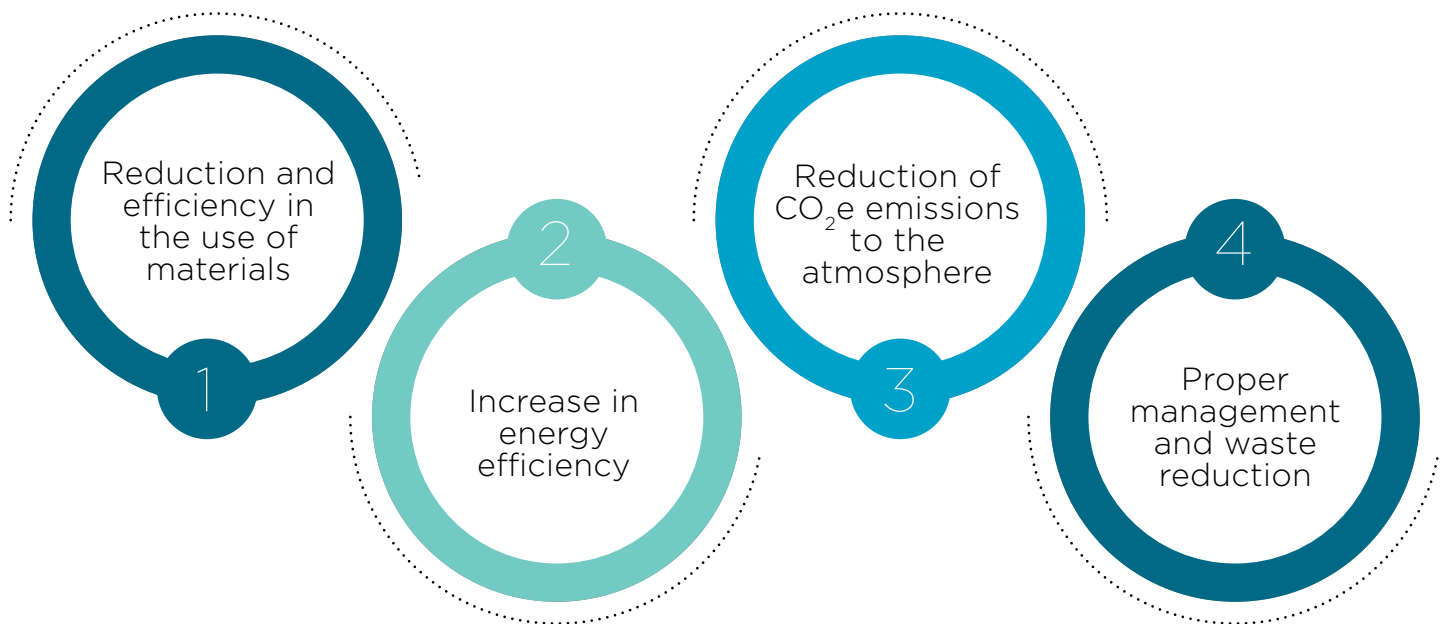 Reduction and
efficiency in
the use of
materials
1
2
Increase in
energy
efficiency
Reduction of
CO₂e emissions
to the
atmosphere
3
4
Proper
management
and waste
reduction